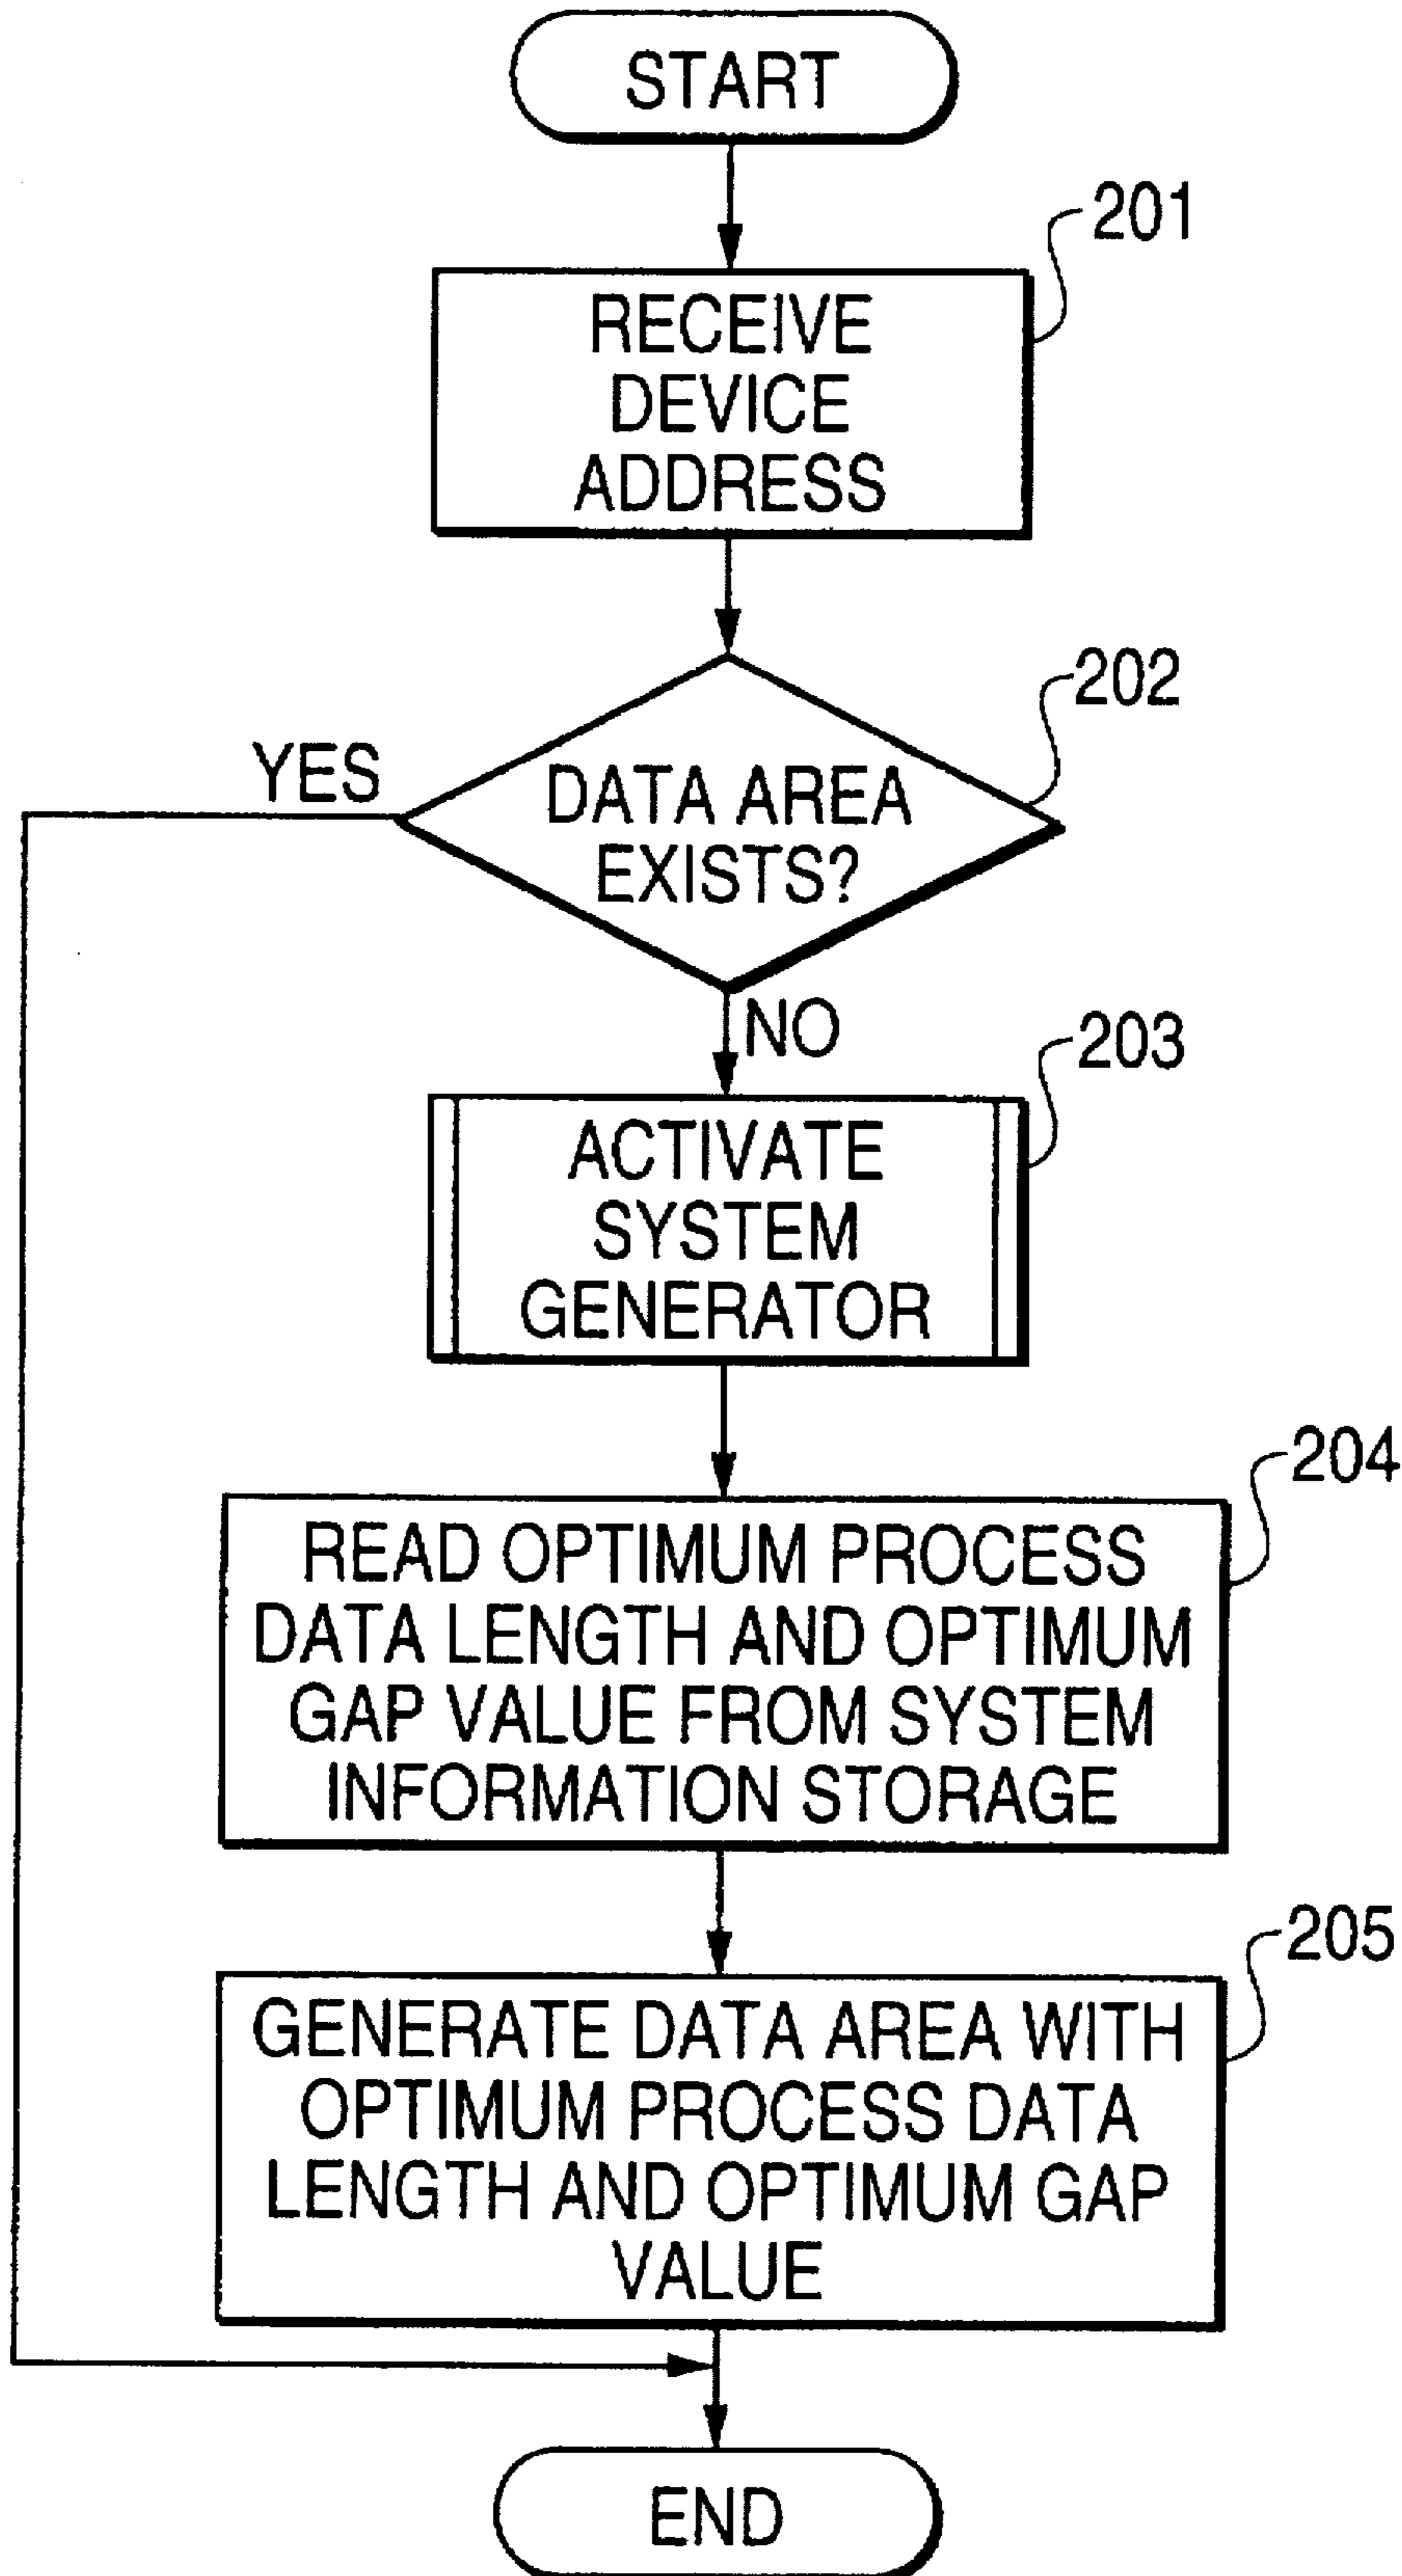 START
201
RECEIVE
DEVICE
ADDRESS
202
YES
DATA AREA
EXISTS?
NO
203
ACTIVATE
SYSTEM
GENERATOR
204
READ OPTIMUM PROCESS
DATA LENGTH AND OPTIMUM
GAP VALUE FROM SYSTEM
INFORMATION STORAGE
205
GENERATE DATA AREA WITH
OPTIMUM PROCESS DATA
LENGTH AND OPTIMUM GAP
VALUE
END